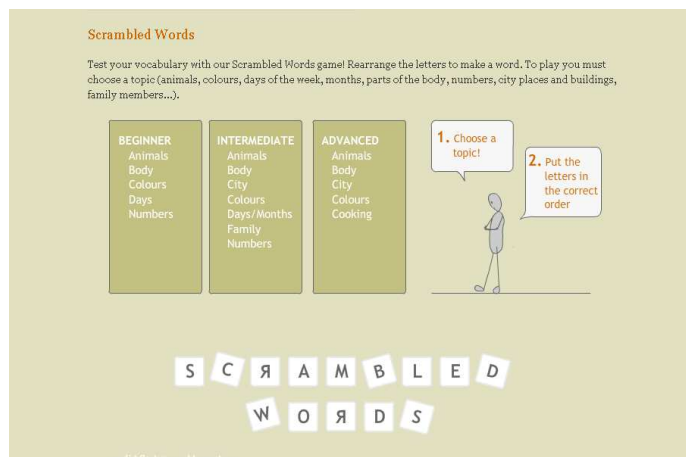 Scrambled Words
Test your vocabulary with our Scrambled Words game! Rearrange the letters to make a word. To play you must
choose a topic (animals, colours, days of the week, months, parts of the body, numbers, city places and buildings,
family members...).
BEGINNER
Animals
Body
Colours
Days
Numbers
INTERMEDIATE
Animals
Body
City
Colours
Days/Months
Family
Numbers
ADVANCED
Animals
Body
City
Colours
Cooking
1. Choose a
topic!
2. Put the
letters in
the correct
order
SCЯAMBLED
WOЯDS